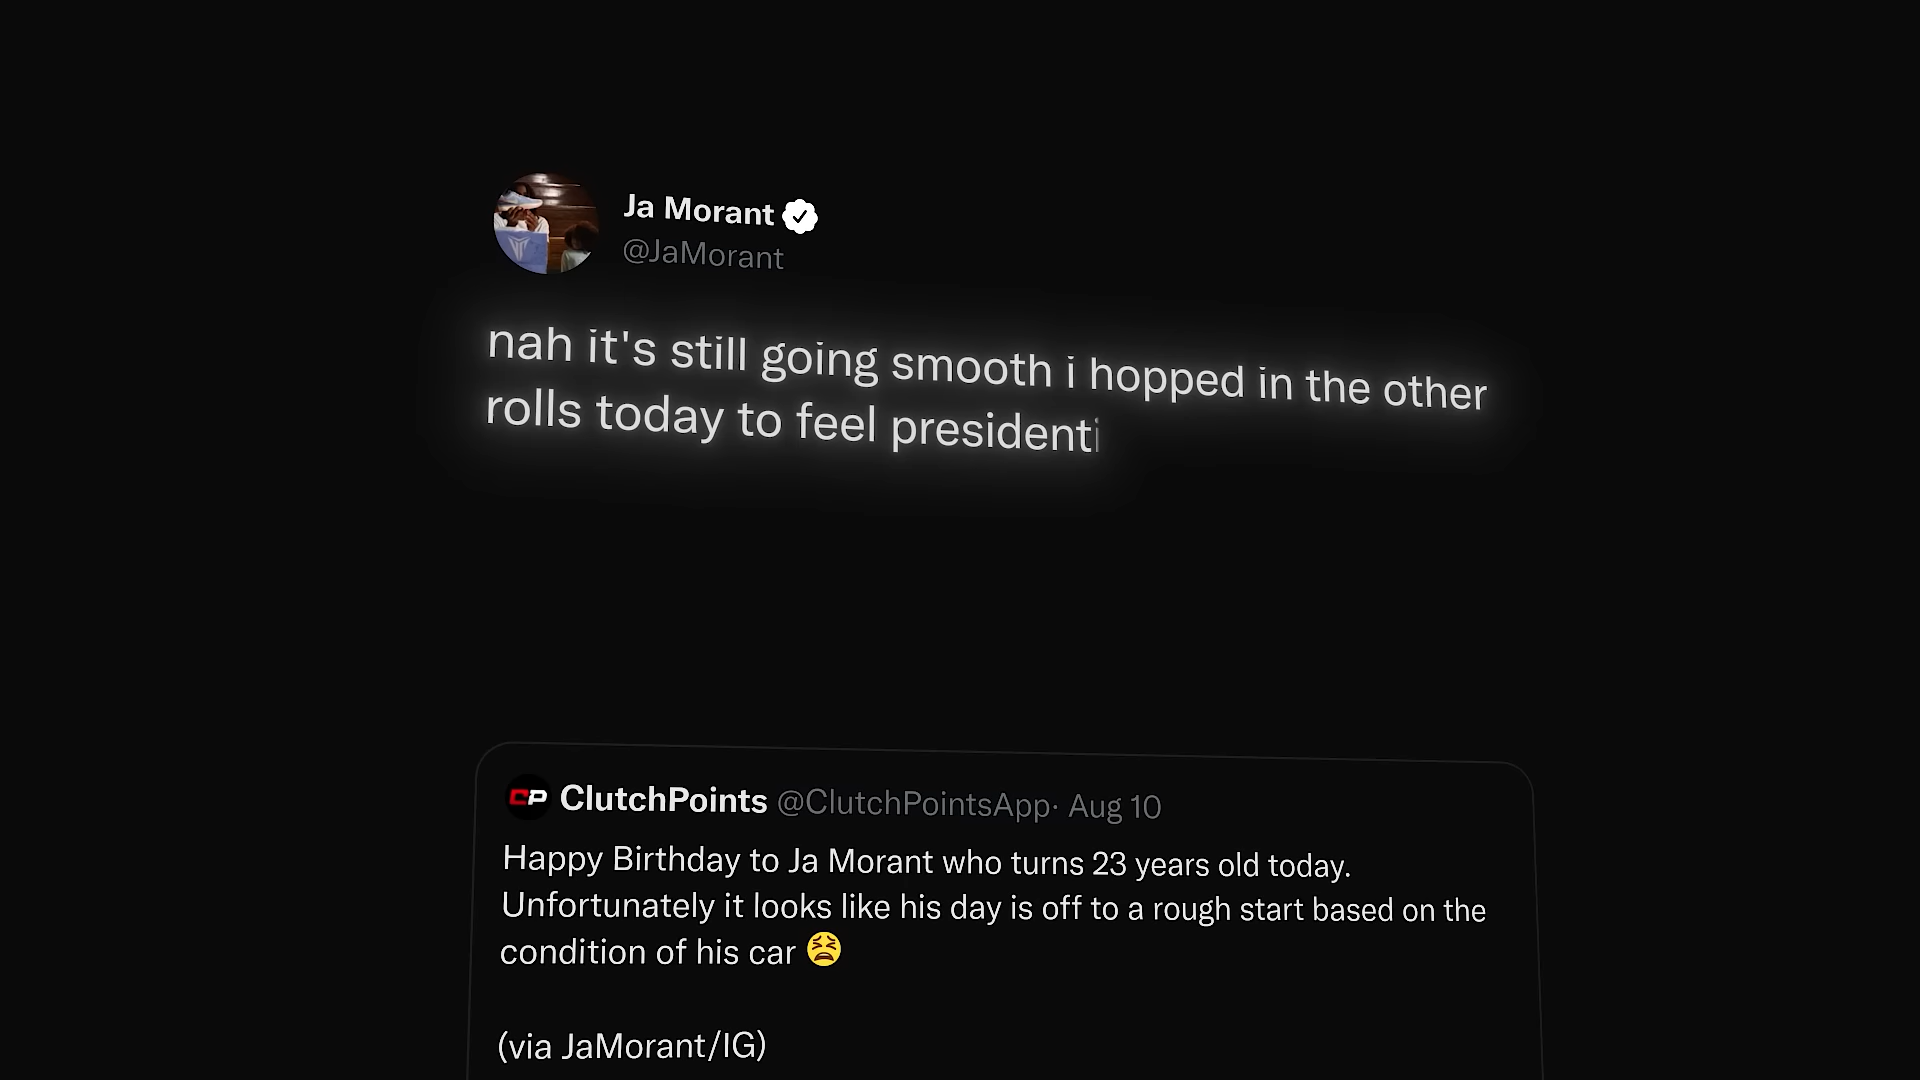 Ja Morant
@JaMorant
nah it's still going smooth i hopped in the other
rolls today to feel presidenti
CP ClutchPoints @ClutchPointsApp· Aug 10
Happy Birthday to Ja Morant who turns 23 years old today.
Unfortunately it looks like his day is off to a rough start based on the
condition of his car 😫
(via JaMorant/IG)